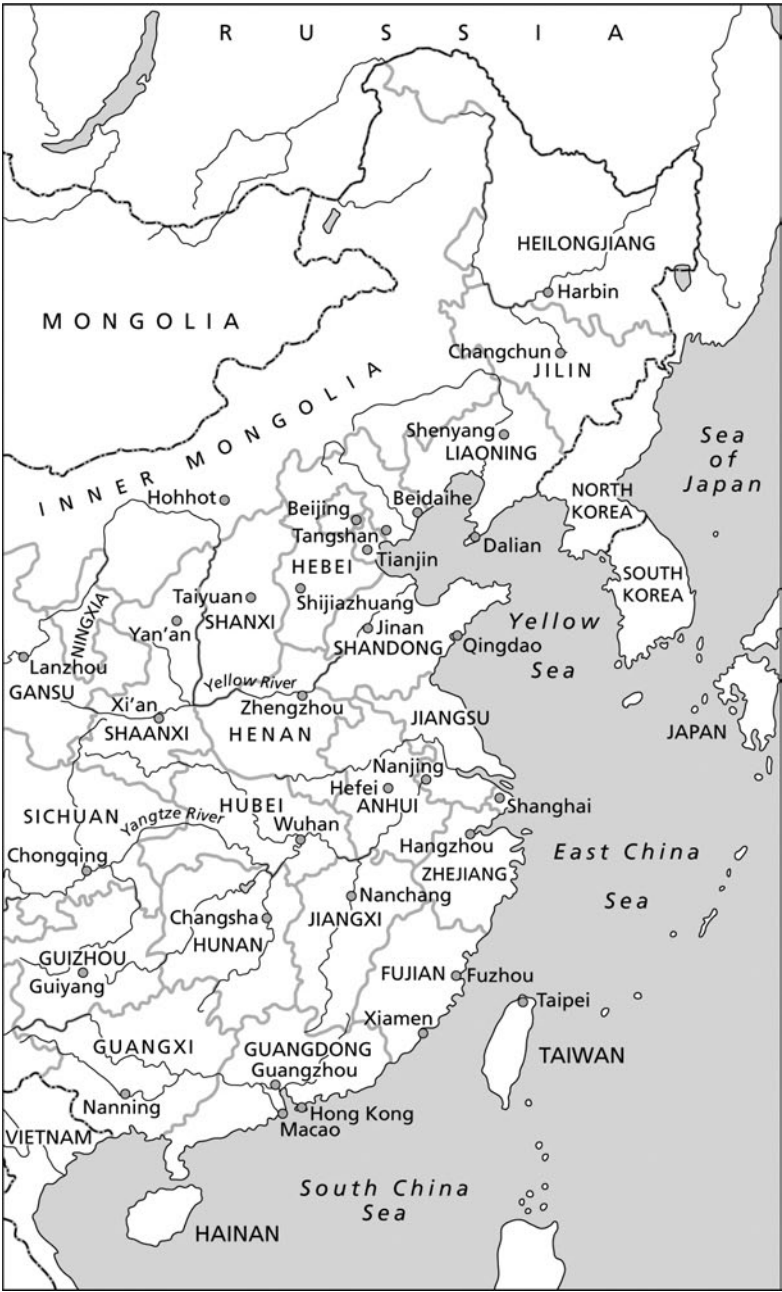 RUSSIA
HEILONGJIANG
Harbin
MONGOLIA
Changchun
JILIN
INNER MONGOLIA
Shenyang
LIAONING
Sea
of
Japan
Hohhot
Beijing
Beidaihe
NORTH
KOREA
Tangshan
Dalian
Tianjin
HEBEI
SOUTH
KOREA
NINGXIA
Taiyuan
SHANXI
Shijiazhuang
Yan'an
Jinan
SHANDONG
Qingdao
Yellow
Sea
Lanzhou
GANSU
Yellow River
Xi'an
SHAANXI
Zhengzhou
HENAN
JIANGSU
JAPAN
Nanjing
Hefei
ANHUI
Shanghai
SICHUAN
HUBEI
Yangtze River
Wuhan
Hangzhou
ZHEJIANG
East China
Sea
Chongqing
Nanchang
JIANGXI
Changsha
HUNAN
GUIZHOU
Guiyang
FUJIAN
Fuzhou
Taipei
Xiamen
TAIWAN
GUANGXI
GUANGDONG
Guangzhou
Nanning
Hong Kong
Macao
VIETNAM
South China
Sea
HAINAN